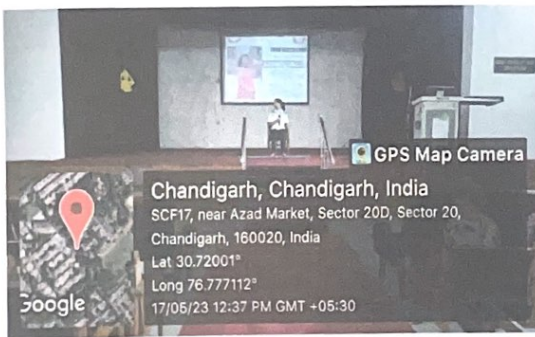 GPS Map Camera
Chandigarh, Chandigarh, India
SCF17, near Azad Market, Sector 20D, Sector 20,
Chandigarh, 160020, India
Lat 30.72001°
Long 76.777112°
17/05/23 12:37 PM GMT +05:30
Google